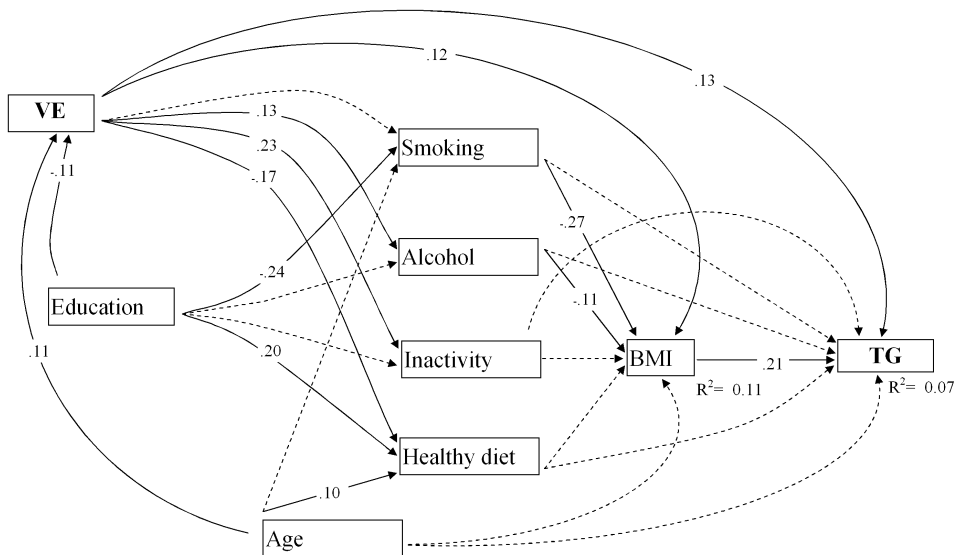 .12
.13
VE
.13
Smoking
.23
-.11
-.17
-.27
Alcohol
-.24
-.11
Education
.20
Inactivity
BMI
.21
TG
.11
R²= 0.11
R²= 0.07
Healthy diet
.10
Age